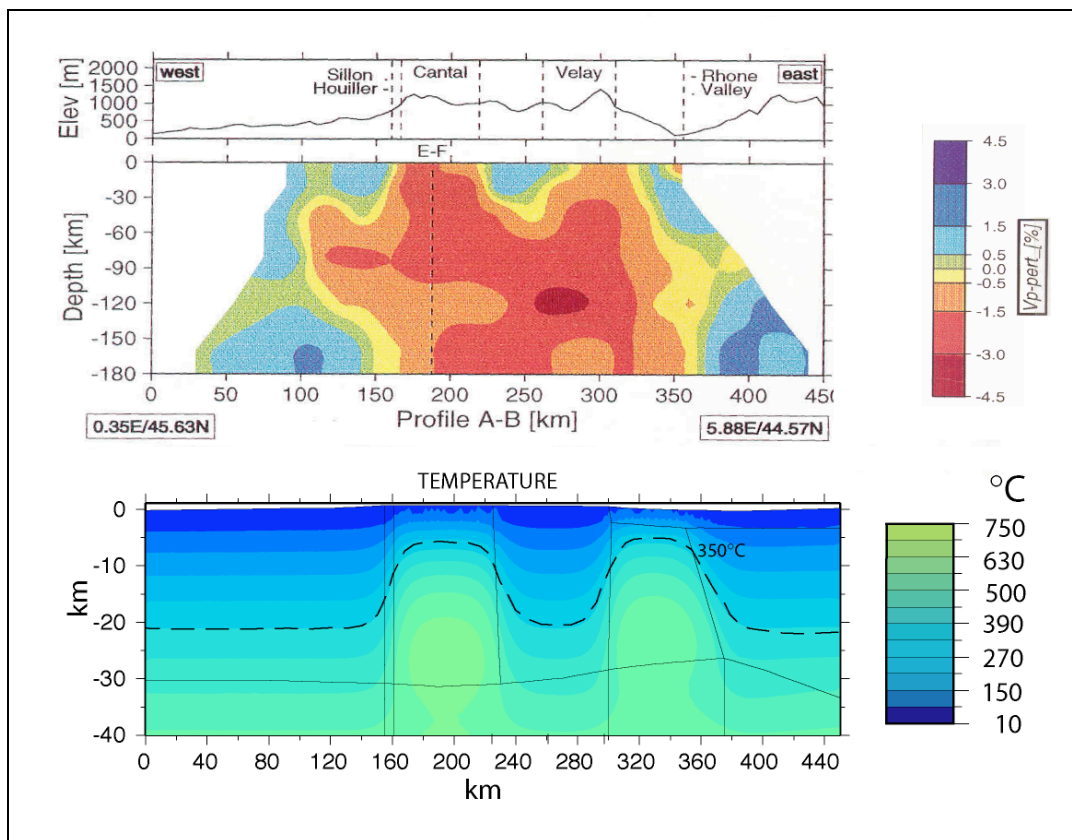 Elev [m]
2000
1500
1000
500
0
west
Sillon
Houiller
Cantal
Velay
Rhone
Valley
east
E-F
Depth [km]
0
-30
-60
-90
-120
-150
-180
0 50 100 150 200 250 300 350 400 450
Profile A-B [km]
0.35E/45.63N
5.88E/44.57N
4.5
3.0
1.5
0.5
0.0
-0.5
-1.5
-3.0
-4.5
Vp-pert_[%]
TEMPERATURE
km
0
-10
-20
-30
-40
350°C
0 40 80 120 160 200 240 280 320 360 400 440
km
°C
750
630
500
390
270
150
10